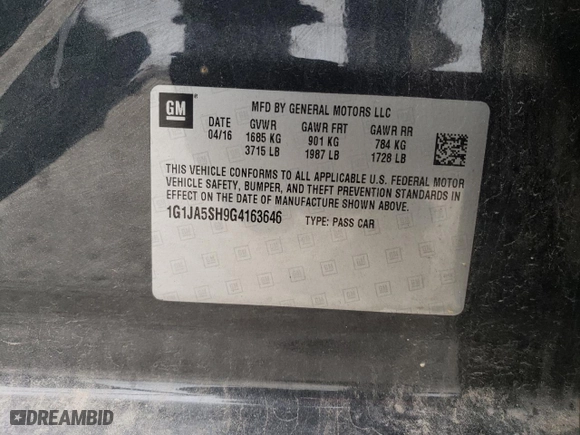 GM
MFD BY GENERAL MOTORS LLC
DATE GVWR GAWR FRT GAWR RR
04/16 1685 KG 901 KG 784 KG
3715 LB 1987 LB 1728 LB
THIS VEHICLE CONFORMS TO ALL APPLICABLE U.S. FEDERAL MOTOR
VEHICLE SAFETY, BUMPER, AND THEFT PREVENTION STANDARDS IN
EFFECT ON THE DATE OF MANUFACTURE SHOWN ABOVE.
1G1JA5SH9G4163646 TYPE: PASS CAR
DREAMBID